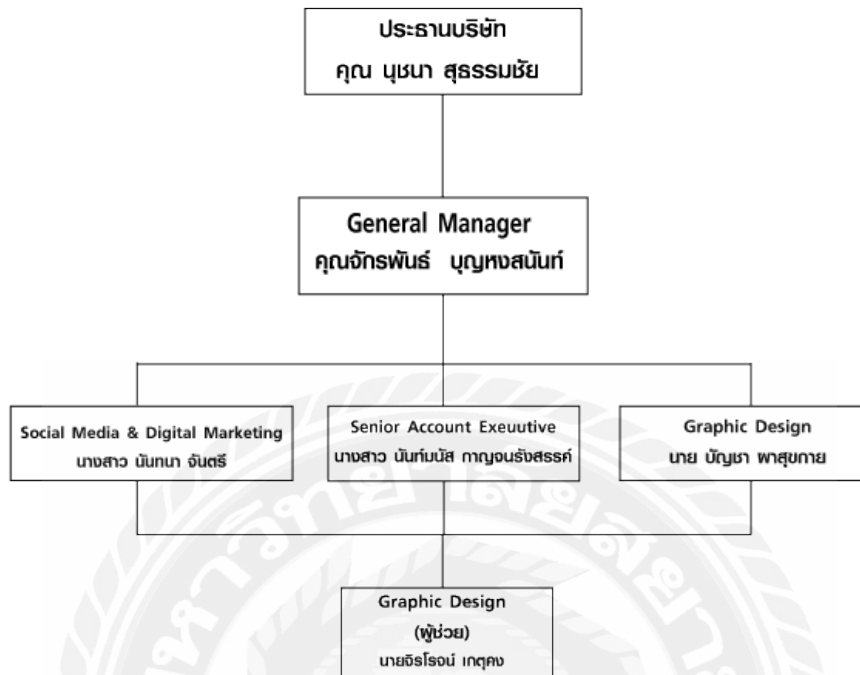 ประธานบริษัท
คุณ นุชนา สุธรรมชัย
General Manager
คุณจักรพันธ์ บุญหงสนันท์
Social Media & Digital Marketing
นางสาว นันทนา จันตรี
Senior Account Exeuutive
นางสาว นันท์มนัส กาญจนรังสรรค์
Graphic Design
นาย บัญชา ผาสุขกาย
Graphic Design
(ผู้ช่วย)
นายจิรโรจน์ เกตุคง